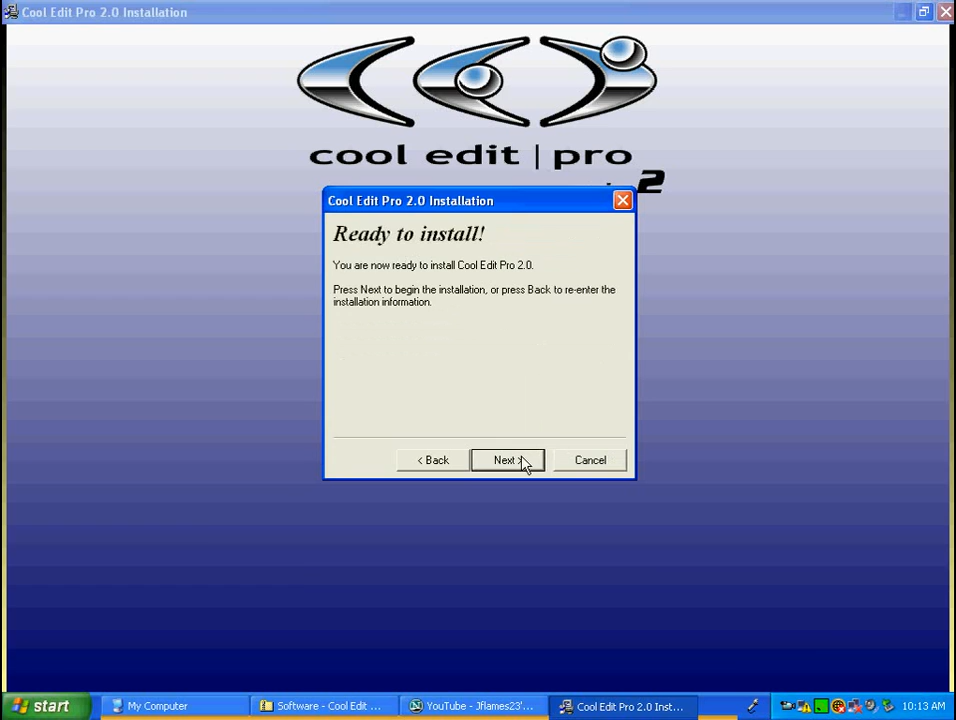 Cool Edit Pro 2.0 Installation
cool edit | pro
2
Cool Edit Pro 2.0 Installation
Ready to install!
You are now ready to install Cool Edit Pro 2.0.
Press Next to begin the installation, or press Back to re-enter the
installation information.
< Back
Next >
Cancel
start
My Computer
Software - Cool Edit ...
YouTube - Jflames23'...
Cool Edit Pro 2.0 Inst...
10:13 AM